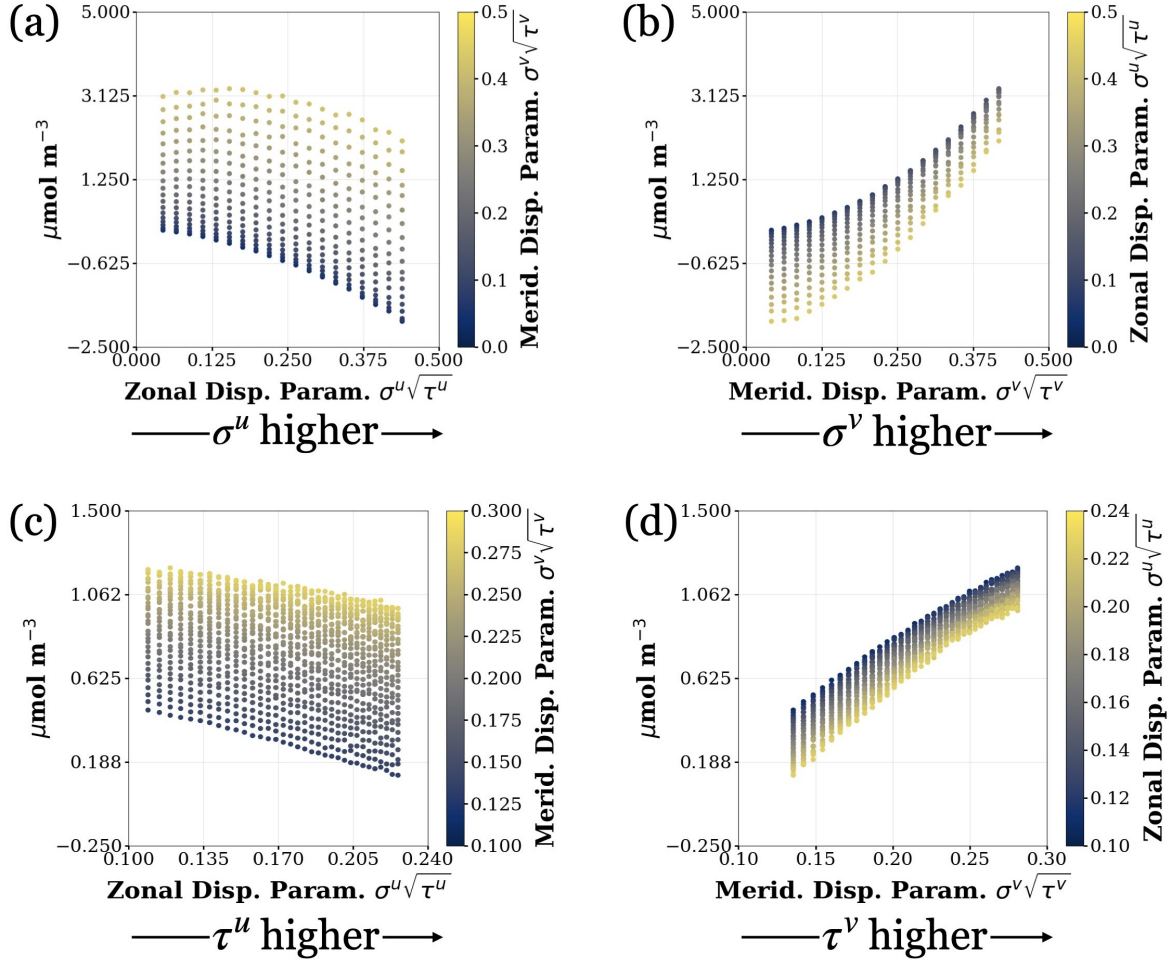 (a)
5.000
3.125
1.250
−0.625
−2.500
μmol m⁻³
0.000 0.125 0.250 0.375 0.500
Zonal Disp. Param. σᵘ√τᵘ
σᵘ higher
0.5
0.4
0.3
0.2
0.1
0.0
Merid. Disp. Param. σᵛ√τᵛ
(b)
5.000
3.125
1.250
−0.625
−2.500
μmol m⁻³
0.000 0.125 0.250 0.375 0.500
Merid. Disp. Param. σᵛ√τᵛ
σᵛ higher
0.5
0.4
0.3
0.2
0.1
0.0
Zonal Disp. Param. σᵘ√τᵘ
(c)
1.500
1.062
0.625
0.188
−0.250
μmol m⁻³
0.100 0.135 0.170 0.205 0.240
Zonal Disp. Param. σᵘ√τᵘ
τᵘ higher
0.300
0.275
0.250
0.225
0.200
0.175
0.150
0.125
0.100
Merid. Disp. Param. σᵛ√τᵛ
(d)
1.500
1.062
0.625
0.188
−0.250
μmol m⁻³
0.10 0.15 0.20 0.25 0.30
Merid. Disp. Param. σᵛ√τᵛ
τᵛ higher
0.24
0.22
0.20
0.18
0.16
0.14
0.12
0.10
Zonal Disp. Param. σᵘ√τᵘ